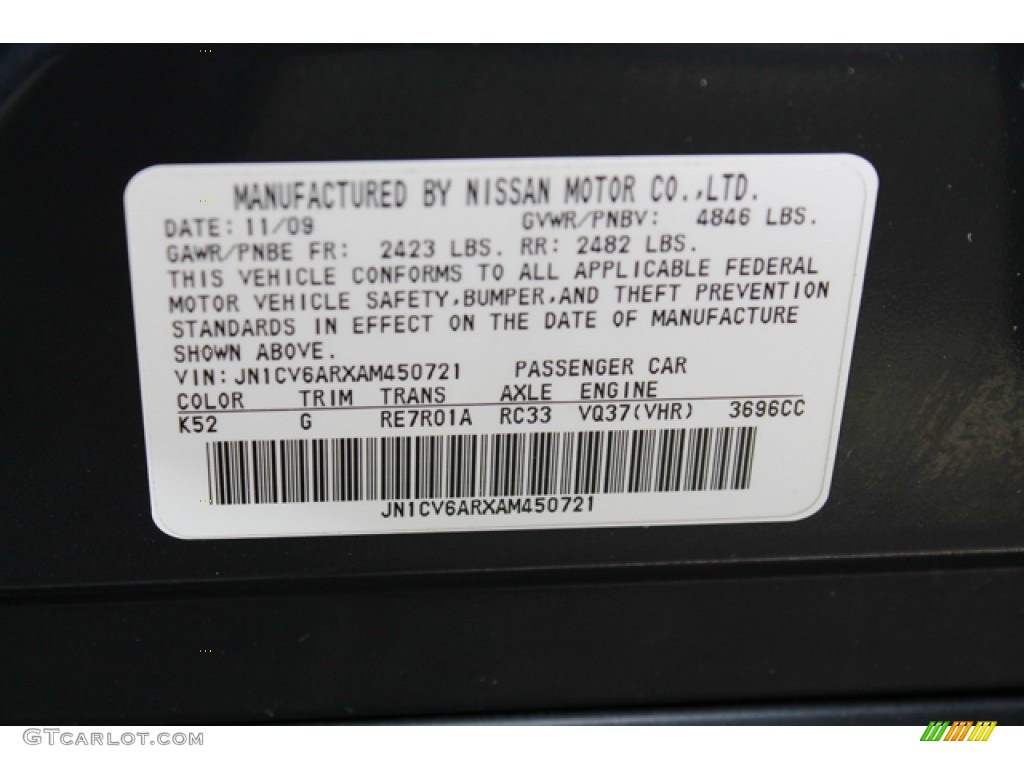 MANUFACTURED BY NISSAN MOTOR CO.,LTD.
DATE: 11/09 GVWR/PNBV: 4846 LBS.
GAWR/PNBE FR: 2423 LBS. RR: 2482 LBS.
THIS VEHICLE CONFORMS TO ALL APPLICABLE FEDERAL
MOTOR VEHICLE SAFETY,BUMPER,AND THEFT PREVENTION
STANDARDS IN EFFECT ON THE DATE OF MANUFACTURE
SHOWN ABOVE.
VIN:JN1CV6ARXAM450721 PASSENGER CAR
COLOR TRIM TRANS AXLE ENGINE
K52 G RE7R01A RC33 VQ37(VHR) 3696CC
JN1CV6ARXAM450721
GTCARLOT.COM